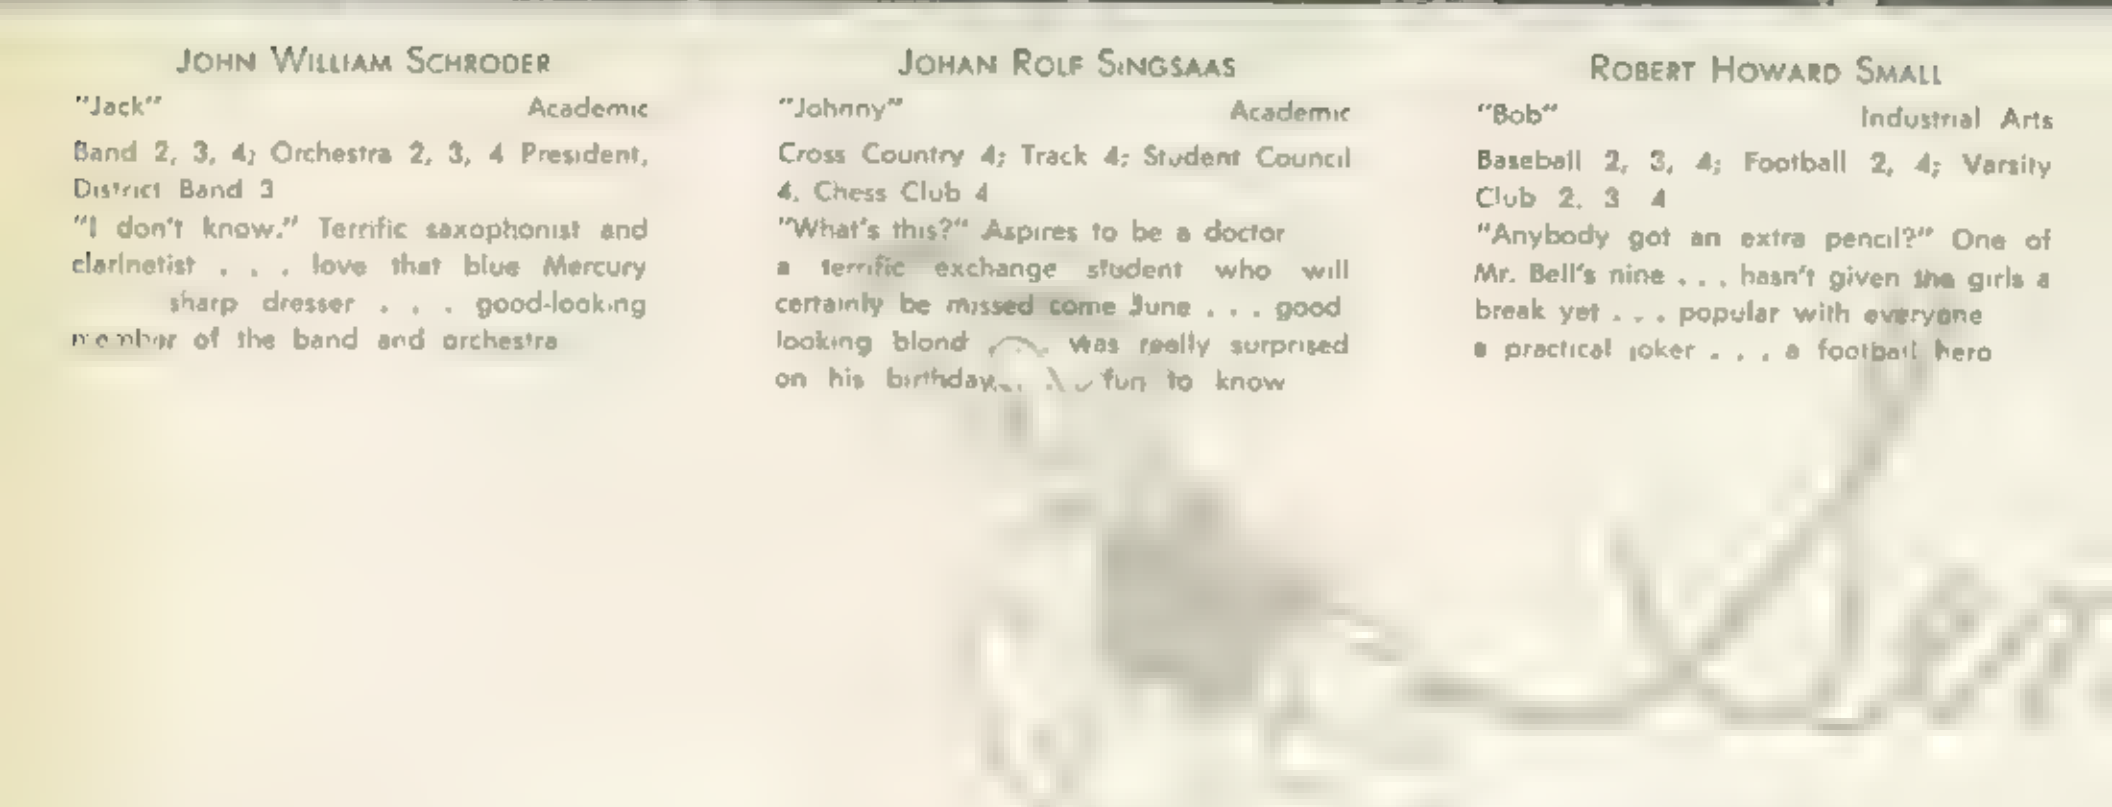 JOHN WILLIAM SCHRODER
"Jack" Academic
Band 2, 3, 4; Orchestra 2, 3, 4 President,
District Band 3
"I don't know." Terrific saxophonist and
clarinetist . . . love that blue Mercury
sharp dresser . . . good-looking
member of the band and orchestra
JOHAN ROLF SINGSAAS
"Johnny" Academic
Cross Country 4; Track 4; Student Council
4, Chess Club 4
"What's this?" Aspires to be a doctor
a terrific exchange student who will
certainly be missed come June . . . good
looking blond was really surprised
on his birthday fun to know
ROBERT HOWARD SMALL
"Bob" Industrial Arts
Baseball 2, 3, 4; Football 2, 4; Varsity
Club 2, 3 4
"Anybody got an extra pencil?" One of
Mr. Bell's nine . . . hasn't given the girls a
break yet . . . popular with everyone
a practical joker . . . a football hero